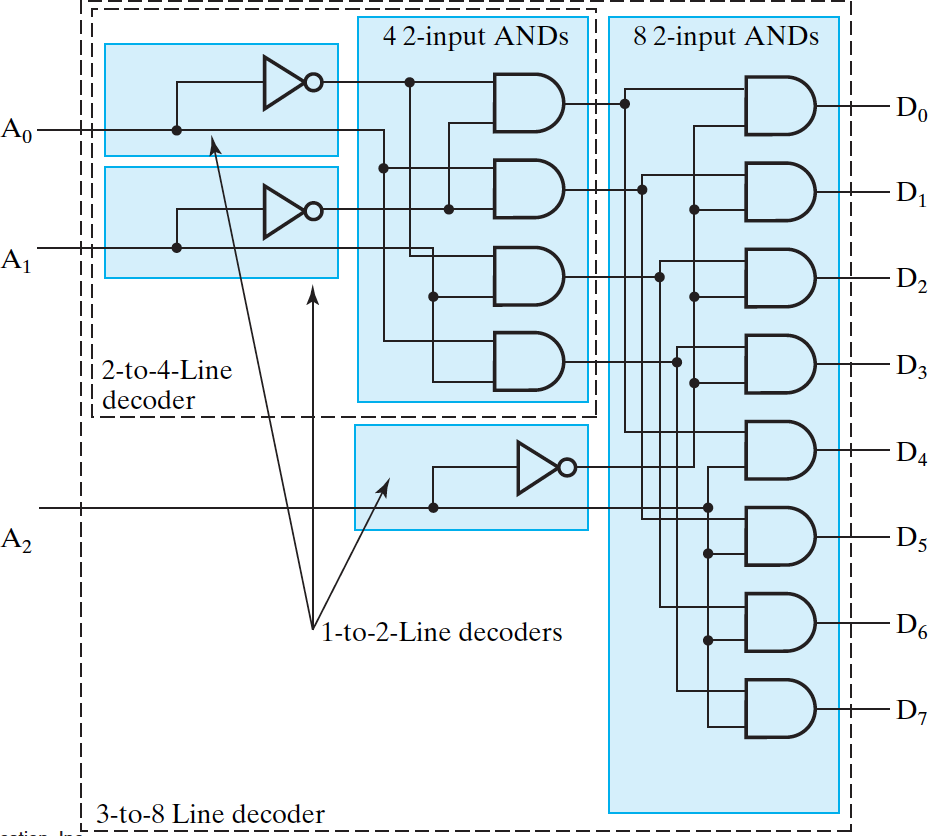 4 2-input ANDs
8 2-input ANDs
A0
A1
A2
D0
D1
D2
D3
D4
D5
D6
D7
2-to-4-Line
decoder
1-to-2-Line decoders
3-to-8 Line decoder